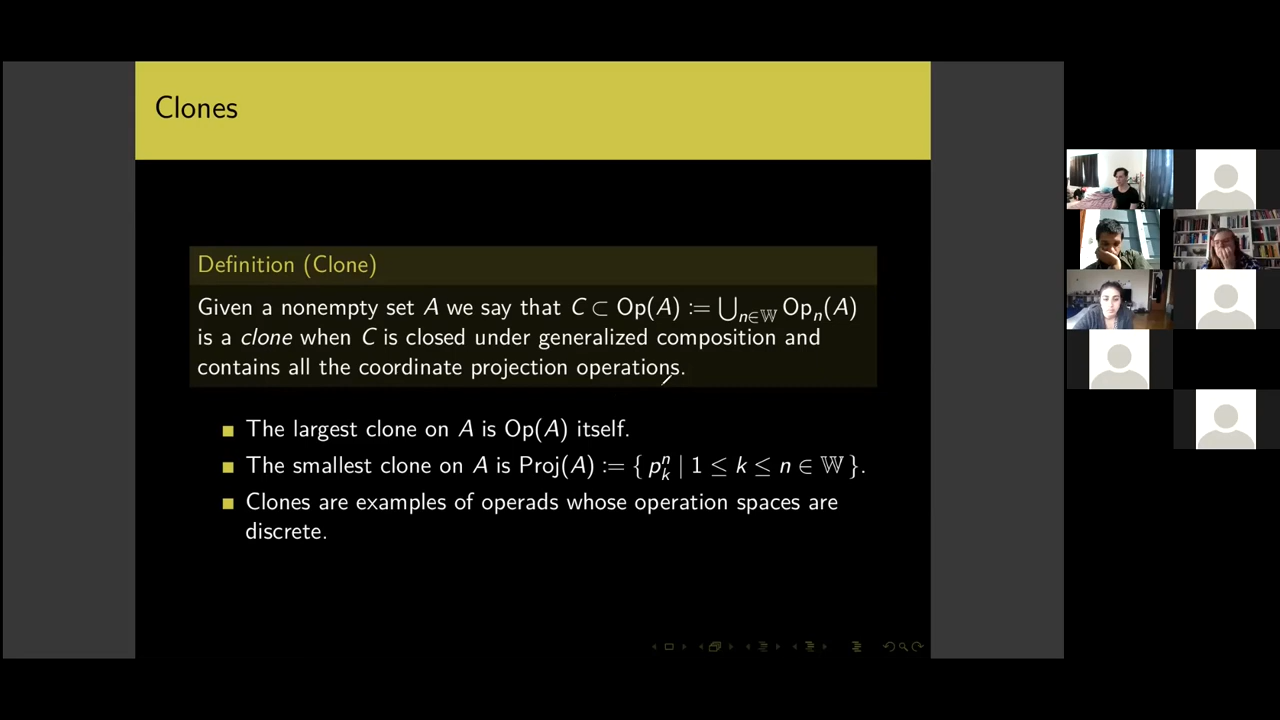 Clones
Definition (Clone)
Given a nonempty set A we say that C ⊂ Op(A) := ⋃ₙ∈𝕎 Opₙ(A)
is a clone when C is closed under generalized composition and
contains all the coordinate projection operations.
The largest clone on A is Op(A) itself.
The smallest clone on A is Proj(A) := { pₖⁿ | 1 ≤ k ≤ n ∈ 𝕎 }.
Clones are examples of operads whose operation spaces are
discrete.